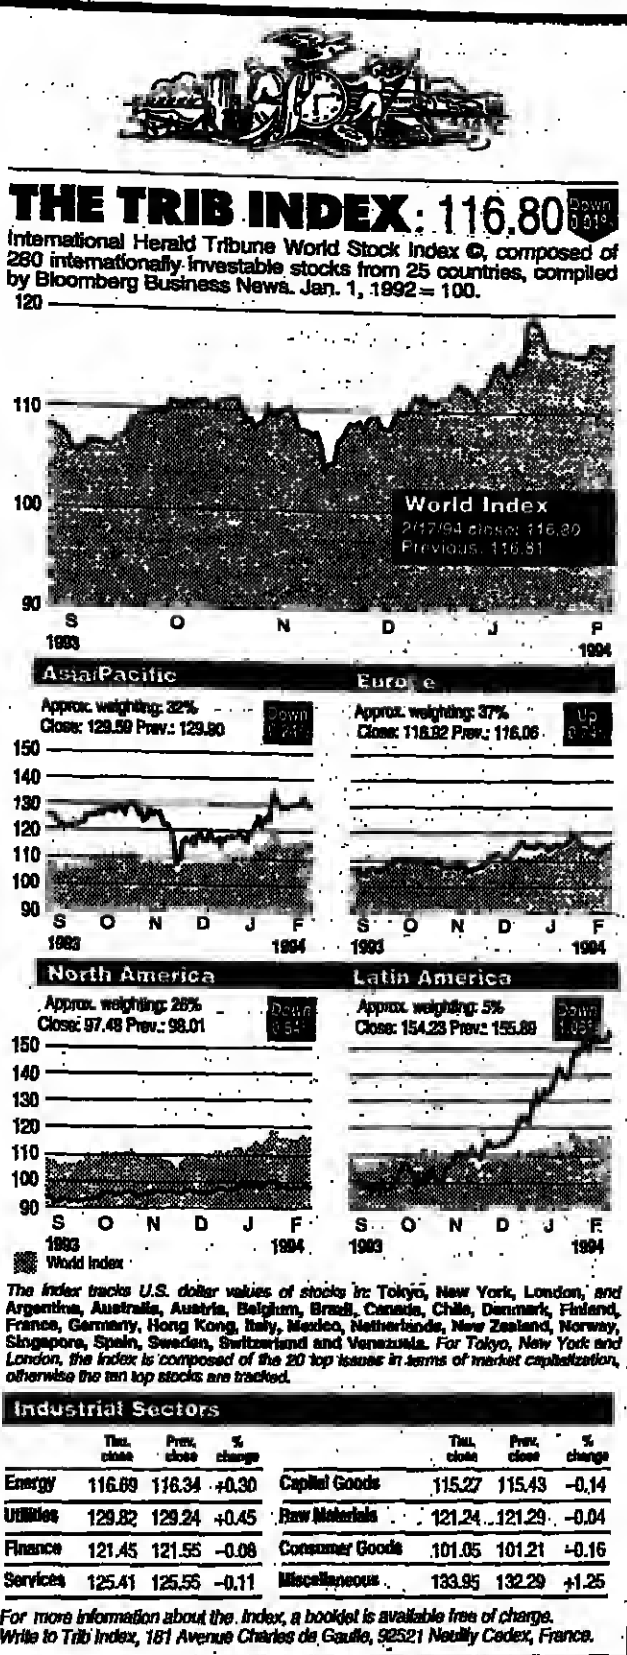 THE TRIB INDEX: 116.80 Down 0.01%
International Herald Tribune World Stock Index ©, composed of
280 internationally investable stocks from 25 countries, compiled
by Bloomberg Business News. Jan. 1, 1992 = 100.
120
110
100
90
World Index
2/17/94 close: 116.80
Previous: 116.81
S O N D J F
1993 1994
Asia/Pacific
Approx. weighting: 32%
Close: 129.59 Prev.: 129.90
Down
150
140
130
120
110
100
90
S O N D J F
1993 1994
Europe
Approx. weighting: 37%
Close: 116.92 Prev.: 116.06
Up
S O N D J F
1993 1994
North America
Approx. weighting: 26%
Close: 97.48 Prev.: 98.01
Down
150
140
130
120
110
100
90
S O N D J F
1993 1994
World Index
Latin America
Approx. weighting: 5%
Close: 154.23 Prev.: 155.89
Down
S O N D J F
1993 1994
The index tracks U.S. dollar values of stocks in: Tokyo, New York, London, and
Argentina, Australia, Austria, Belgium, Brazil, Canada, Chile, Denmark, Finland,
France, Germany, Hong Kong, Italy, Mexico, Netherlands, New Zealand, Norway,
Singapore, Spain, Sweden, Switzerland and Venezuela. For Tokyo, New York and
London, the index is composed of the 20 top issues in terms of market capitalization,
otherwise the ten top stocks are tracked.
Industrial Sectors
Thu. close Prev. close % change Thu. close Prev. close % change
Energy 116.69 116.34 +0.30 Capital Goods 115.27 115.43 -0.14
Utilities 129.82 129.24 +0.45 Raw Materials 121.24 121.29 -0.04
Finance 121.45 121.55 -0.08 Consumer Goods 101.05 101.21 -0.16
Services 125.41 125.55 -0.11 Miscellaneous 133.95 132.29 +1.25
For more information about the Index, a booklet is available free of charge.
Write to Trib Index, 181 Avenue Charles de Gaulle, 92521 Neuilly Cedex, France.